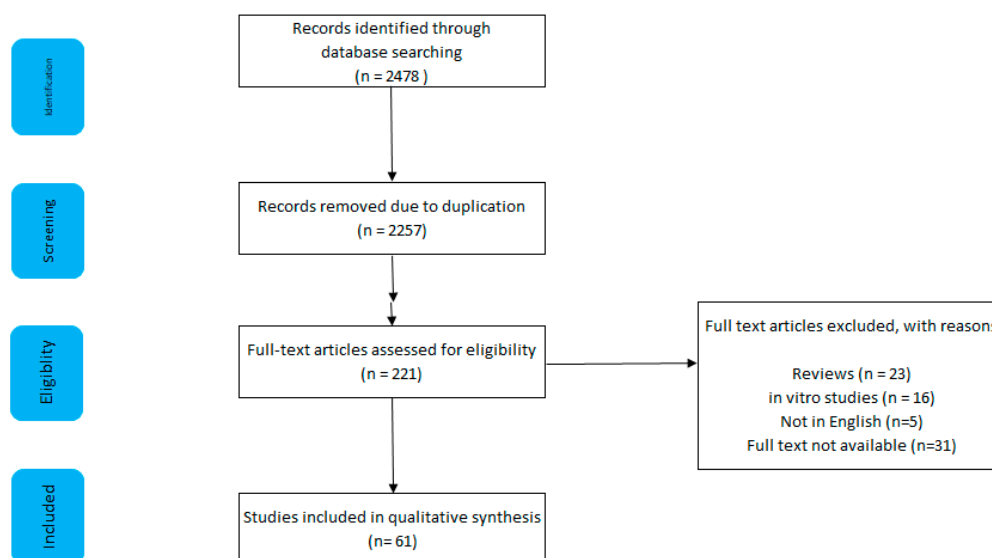 Identification
Records identified through
database searching
(n = 2478 )
Screening
Records removed due to duplication
(n = 2257)
Eligiblity
Full-text articles assessed for eligibility
(n = 221)
Full text articles excluded, with reasons
Reviews (n = 23)
in vitro studies (n = 16)
Not in English (n=5)
Full text not available (n=31)
Included
Studies included in qualitative synthesis
(n= 61)